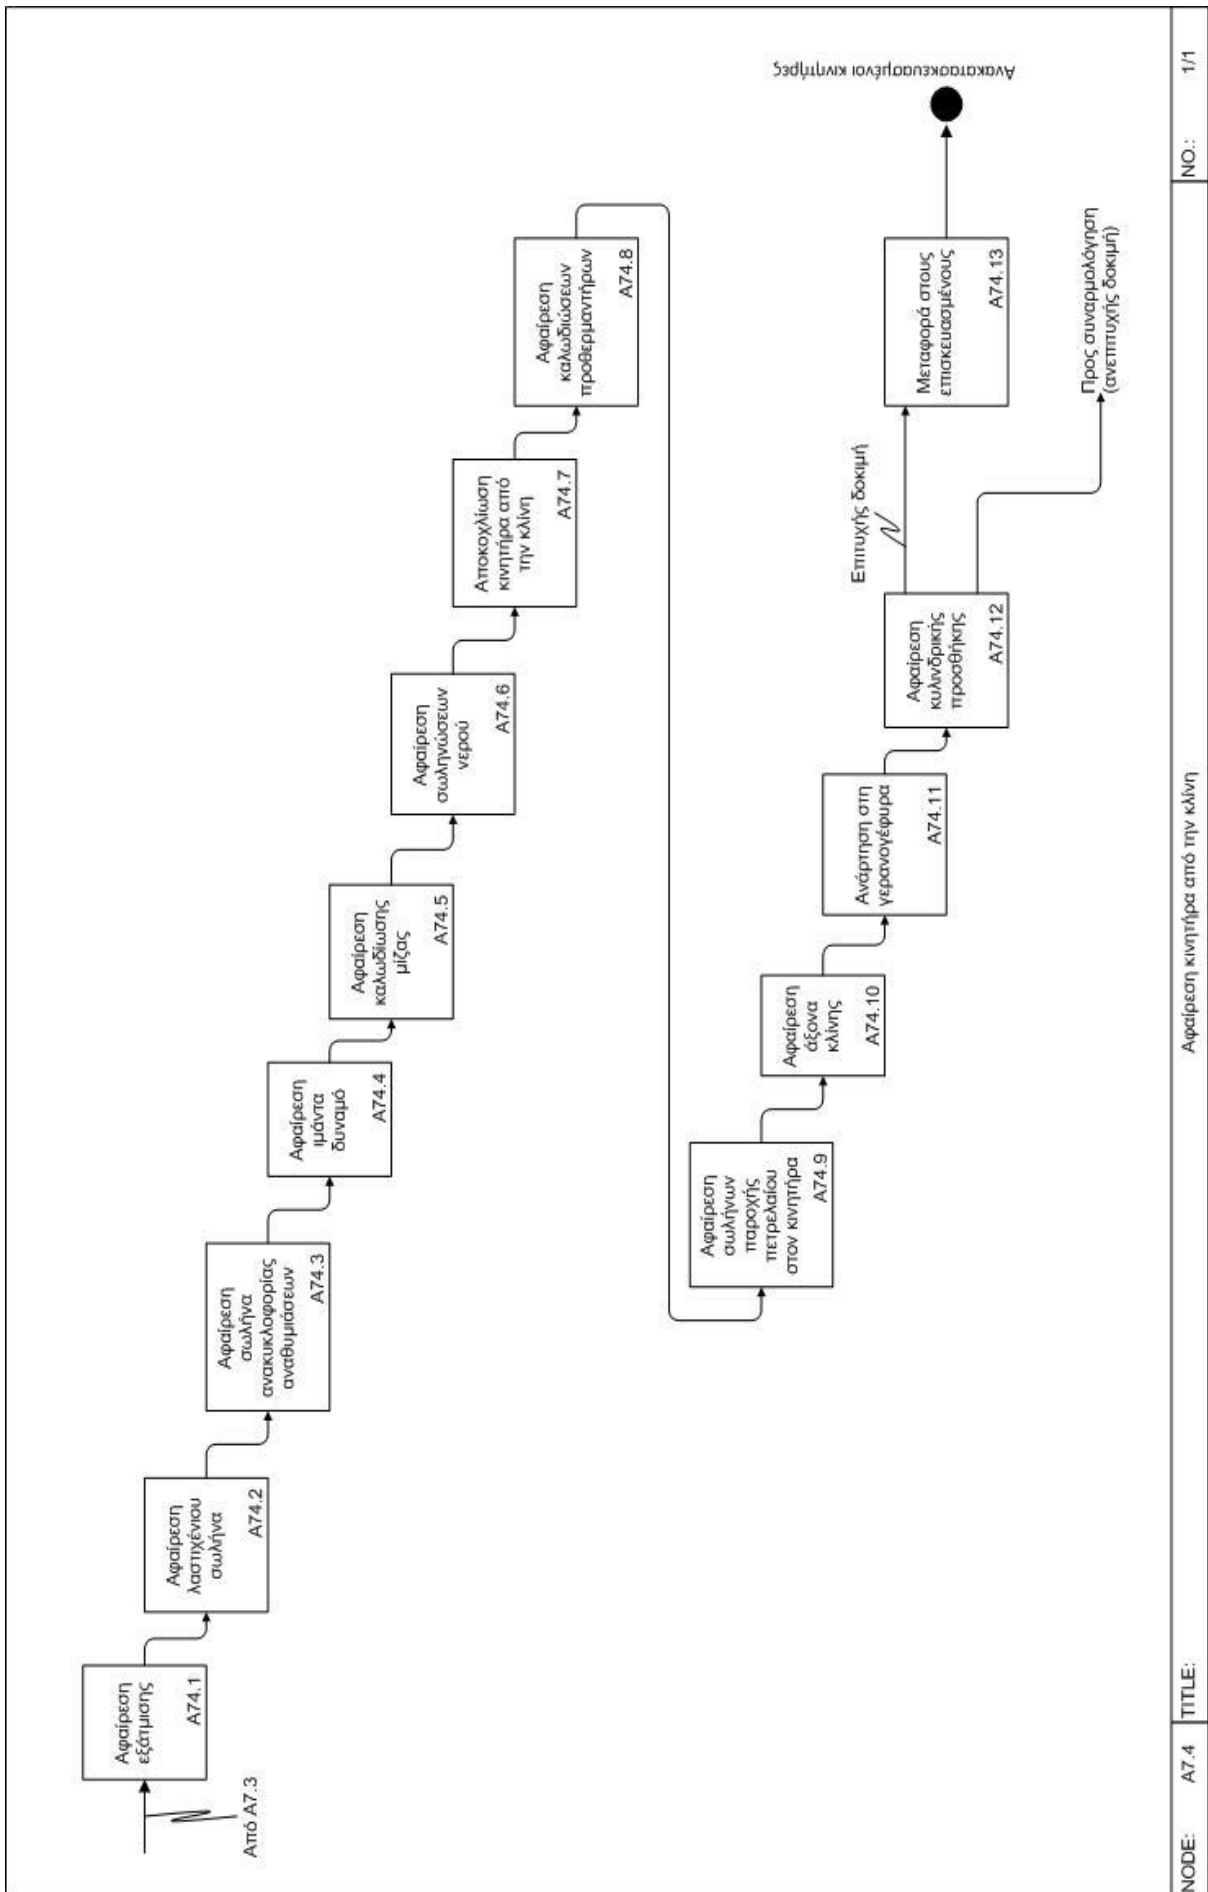 Από A7.3
Αφαίρεση
εξάτμισης
A74.1
Αφαίρεση
λαστιχένιου
σωλήνα
A74.2
Αφαίρεση
σωλήνα
ανακυκλοφορίας
αναθυμιάσεων
A74.3
Αφαίρεση
ιμάντα
δυναμό
A74.4
Αφαίρεση
καλωδίωσης
μίζας
A74.5
Αφαίρεση
σωληνώσεων
νερού
A74.6
Αποκοχλίωση
κινητήρα από
την κλίνη
A74.7
Αφαίρεση
καλωδιώσεων
προθερμαντήρων
A74.8
Αφαίρεση
σωλήνων
παροχής
πετρελαίου
στον κινητήρα
A74.9
Αφαίρεση
άξονα
κλίνης
A74.10
Ανάρτηση στη
γερανογέφυρα
A74.11
Αφαίρεση
κυλινδρικής
προσθήκης
A74.12
Επιτυχής δοκιμή
Μεταφορά στους
επισκευασμένους
A74.13
Προς συναρμολόγηση
(ανεπιτυχής δοκιμή)
Ανακατασκευασμένοι κινητήρες
NODE: A7.4 TITLE: Αφαίρεση κινητήρα από την κλίνη NO.: 1/1